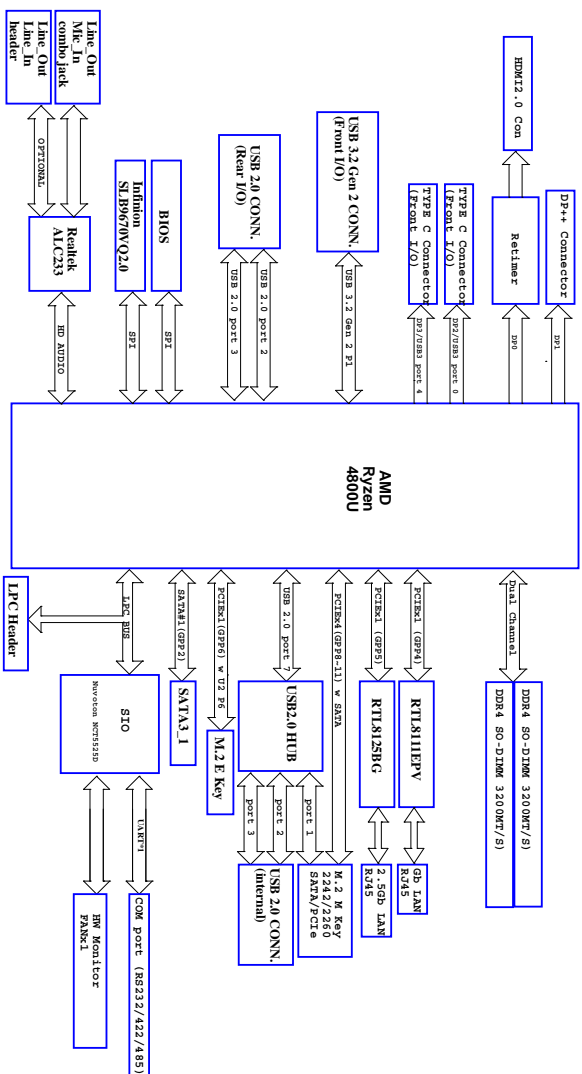 DP++ Connector
DP1
HDMI2.0 Con
Retimer
DP0
TYPE C Connector
(Front I/O)
DP2/USB3 port 0
TYPE C Connector
(Front I/O)
DP3/USB3 port 4
USB 3.2 Gen 2 CONN.
(Front I/O)
USB 3.2 Gen 2 P1
USB 2.0 CONN.
(Rear I/O)
USB 2.0 port 2
USB 2.0 port 3
BIOS
SPI
Infinion
SLB9670VQ2.0
SPI
Line_Out
Mic_In
combo jack
Line_Out
Line_In
header
OPTIONAL
Realtek
ALC233
HD AUDIO
AMD
Ryzen
4800U
Dual Channel
DDR4 SO-DIMM 3200MT/S)
DDR4 SO-DIMM 3200MT/S)
PCIEx1 (GPP4)
RTL8111EPV
Gb LAN
RJ45
PCIEx1 (GPP5)
RTL8125BG
2.5Gb LAN
RJ45
PCIEx4(GPP8-11) w SATA
M.2 M Key
2242/2260
SATA/PCIe
USB 2.0 port 7
USB2.0 HUB
port 1
port 2
port 3
USB 2.0 CONN.
(internal)
PCIEx1(GPP6) w U2 P6
M.2 E Key
SATA#1(GPP2)
SATA3_1
LPC BUS
LPC Header
SIO
Nuvoton NCT5525D
UART#1
COM port (RS232/422/485)
HW Monitor
FANx1